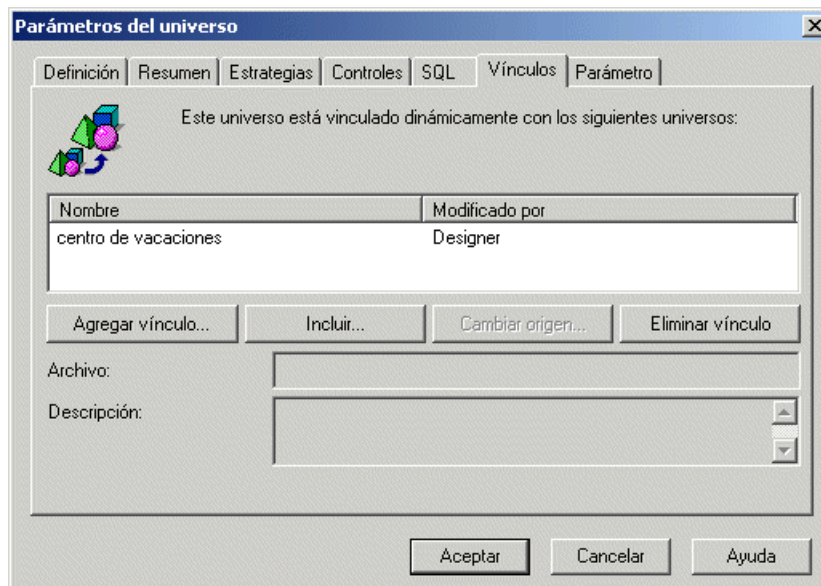 Parámetros del universo
Definición Resumen Estrategias Controles SQL Vínculos Parámetro
Este universo está vinculado dinámicamente con los siguientes universos:
Nombre Modificado por
centro de vacaciones Designer
Agregar vínculo... Incluir... Cambiar origen... Eliminar vínculo
Archivo:
Descripción:
Aceptar Cancelar Ayuda